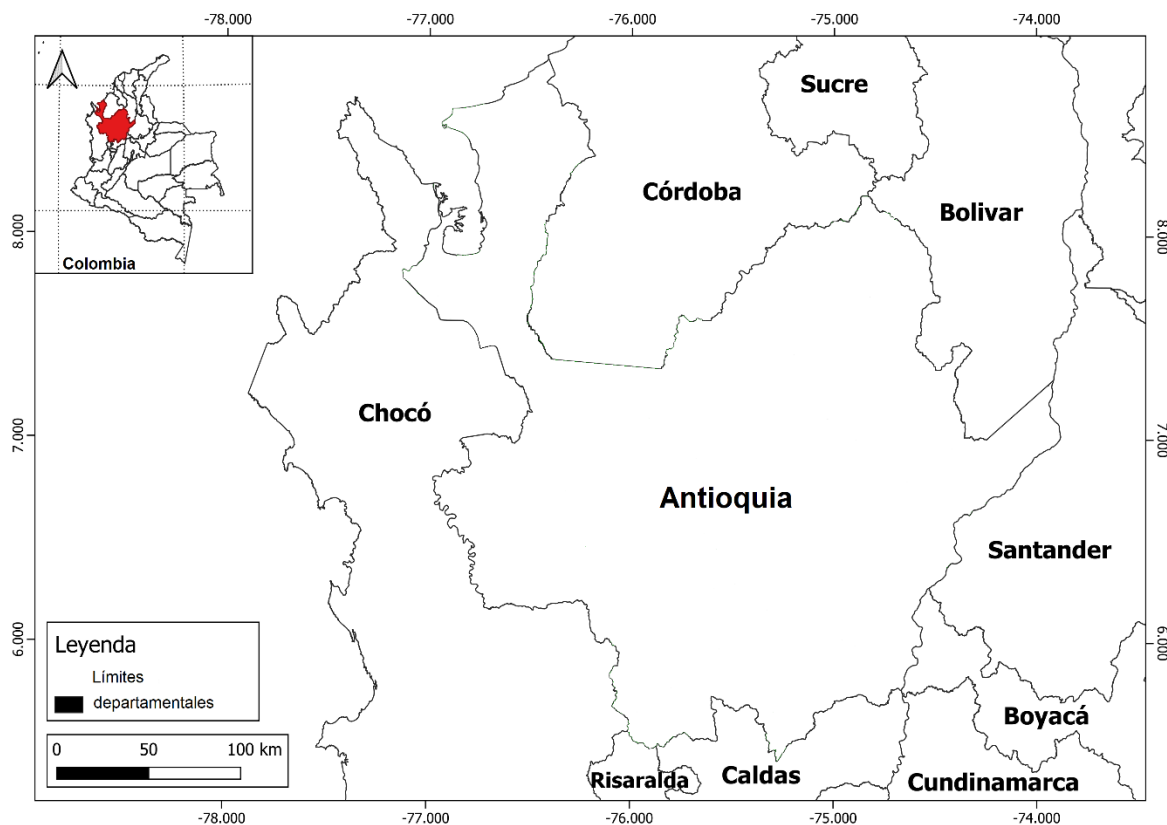 -78.000 -77.000 -76.000 -75.000 -74.000
Colombia
Sucre
Córdoba
Bolivar
8.000 8.000
Chocó
7.000 7.000
Antioquia
Santander
6.000 6.000
Leyenda
Límites
departamentales
0 50 100 km
Boyacá
Risaralda Caldas Cundinamarca
-78.000 -77.000 -76.000 -75.000 -74.000